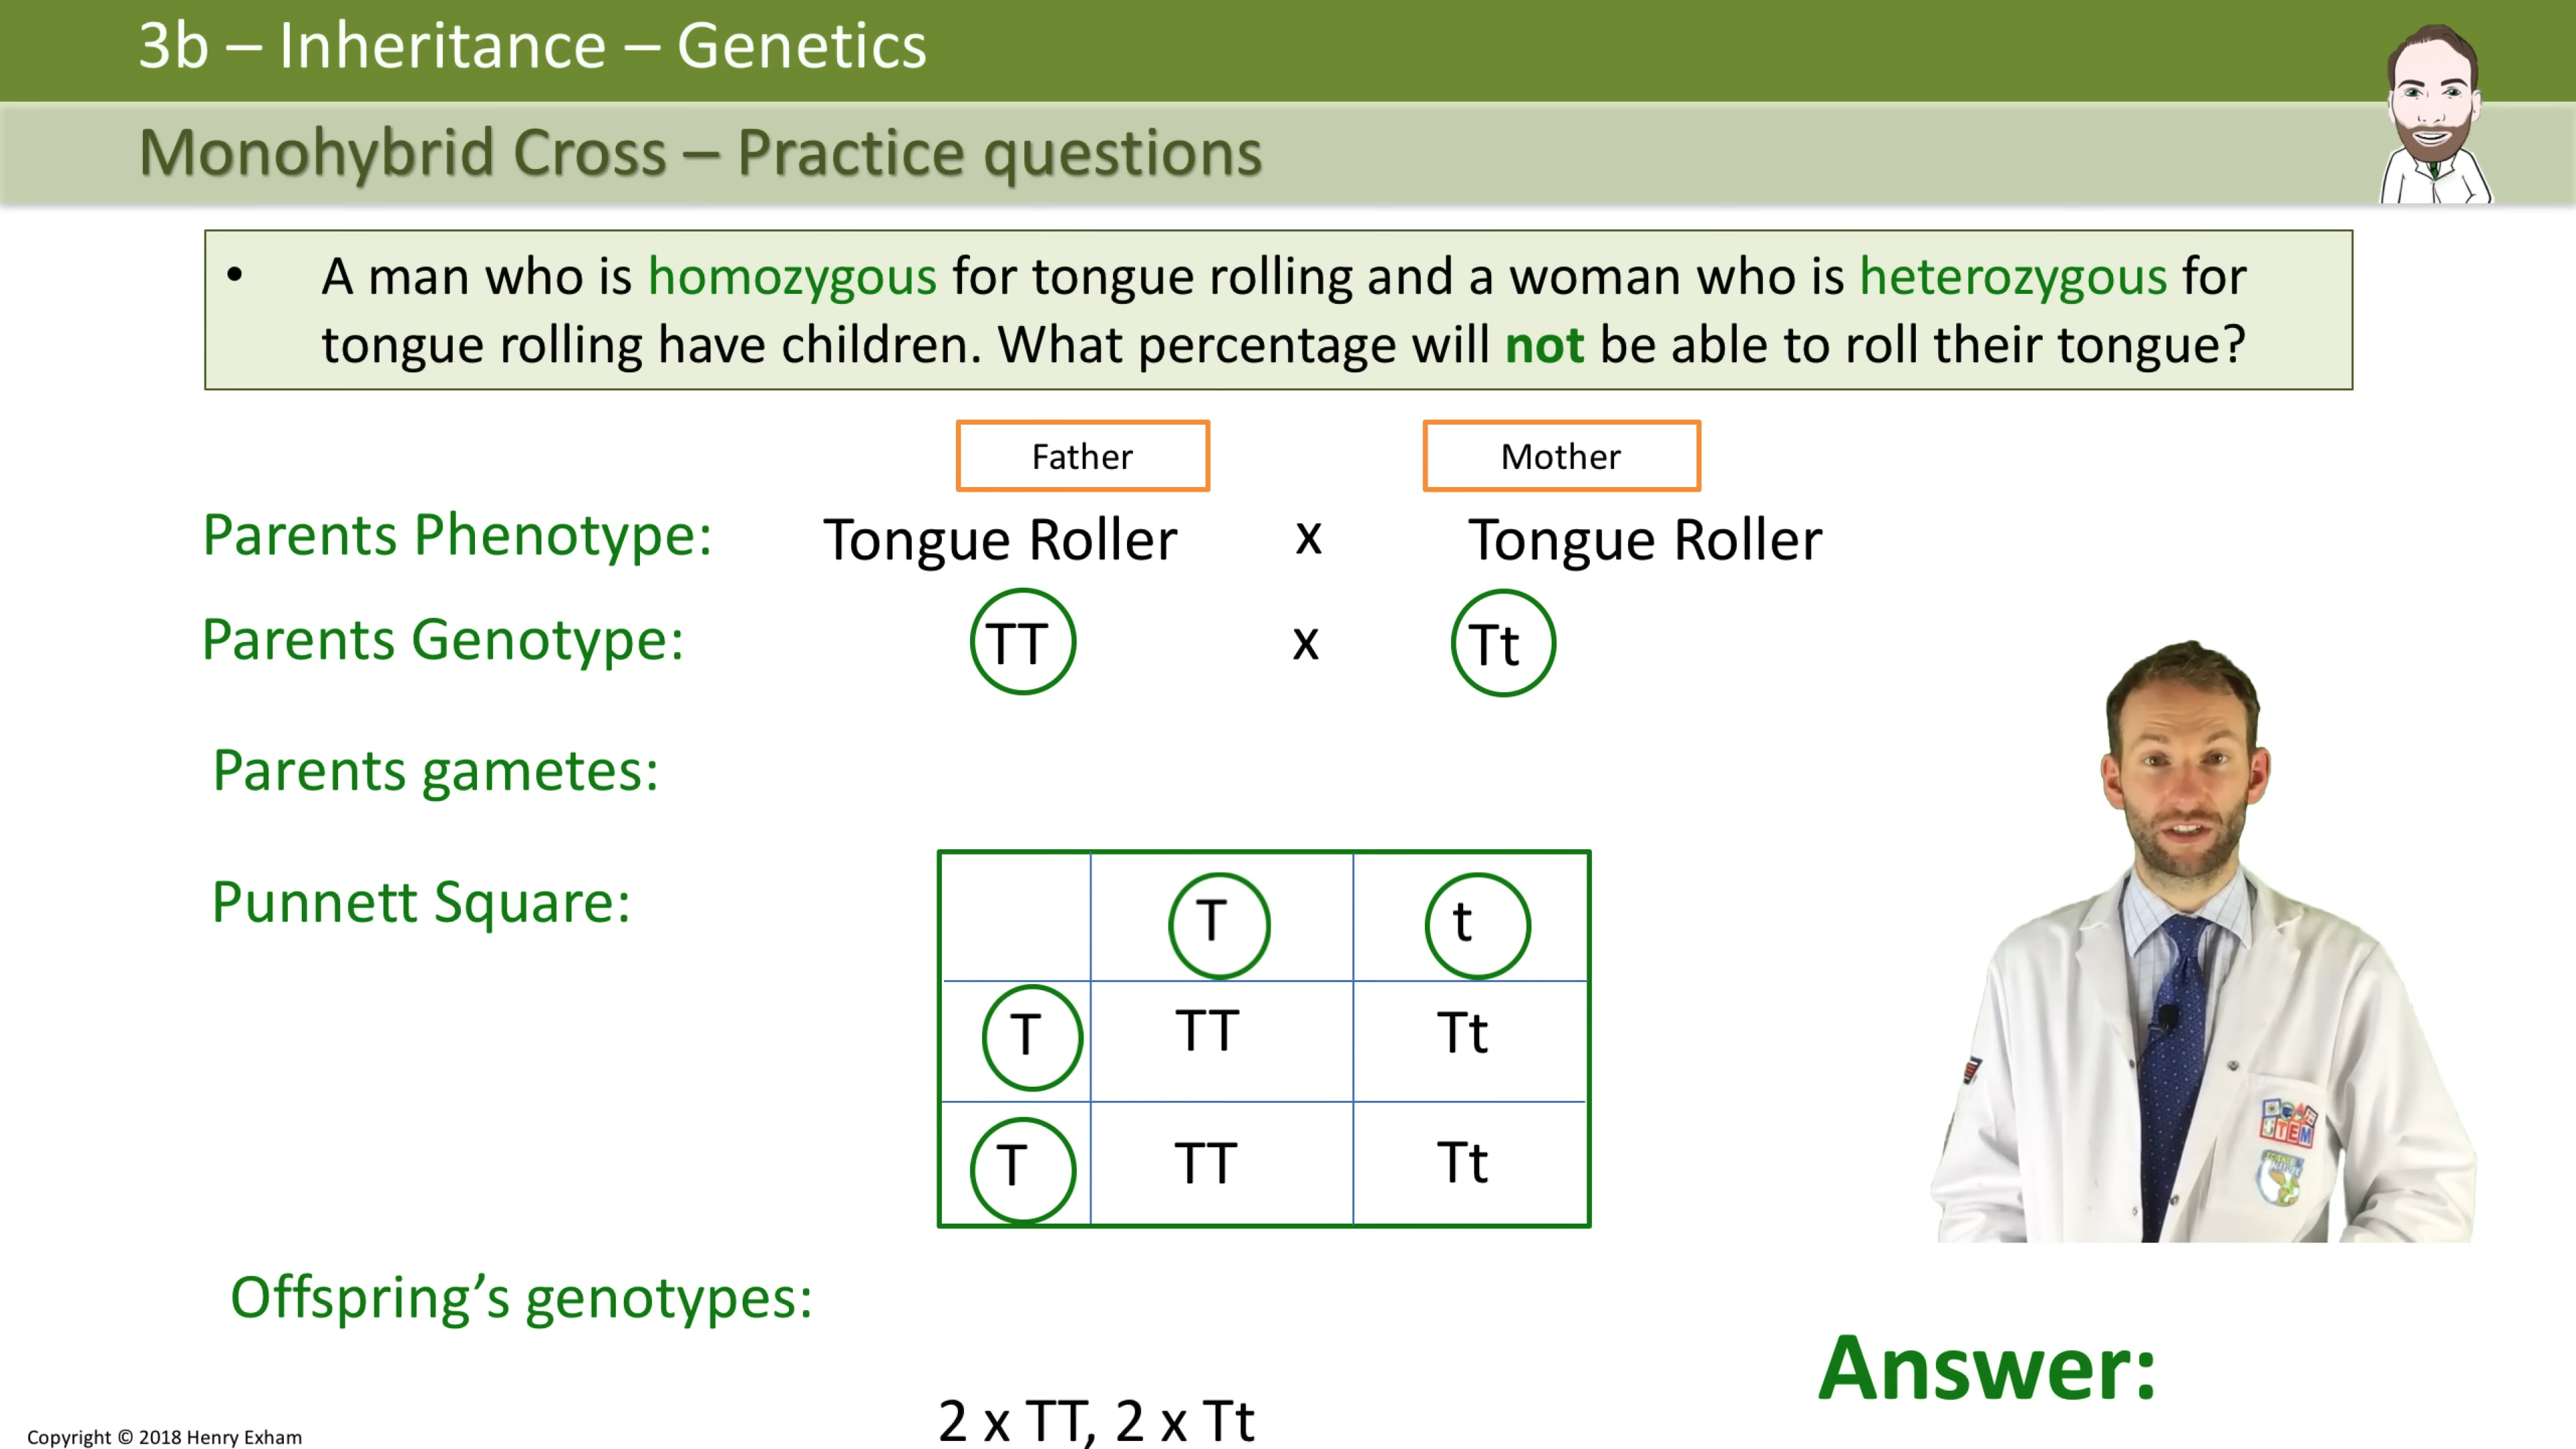 3b – Inheritance – Genetics
Monohybrid Cross – Practice questions
• A man who is homozygous for tongue rolling and a woman who is heterozygous for
tongue rolling have children. What percentage will not be able to roll their tongue?
Father Mother
Parents Phenotype: Tongue Roller x Tongue Roller
Parents Genotype: TT x Tt
Parents gametes:
Punnett Square:
T t
T TT Tt
T TT Tt
STEM
Offspring’s genotypes:
Answer:
2 x TT, 2 x Tt
Copyright © 2018 Henry Exham